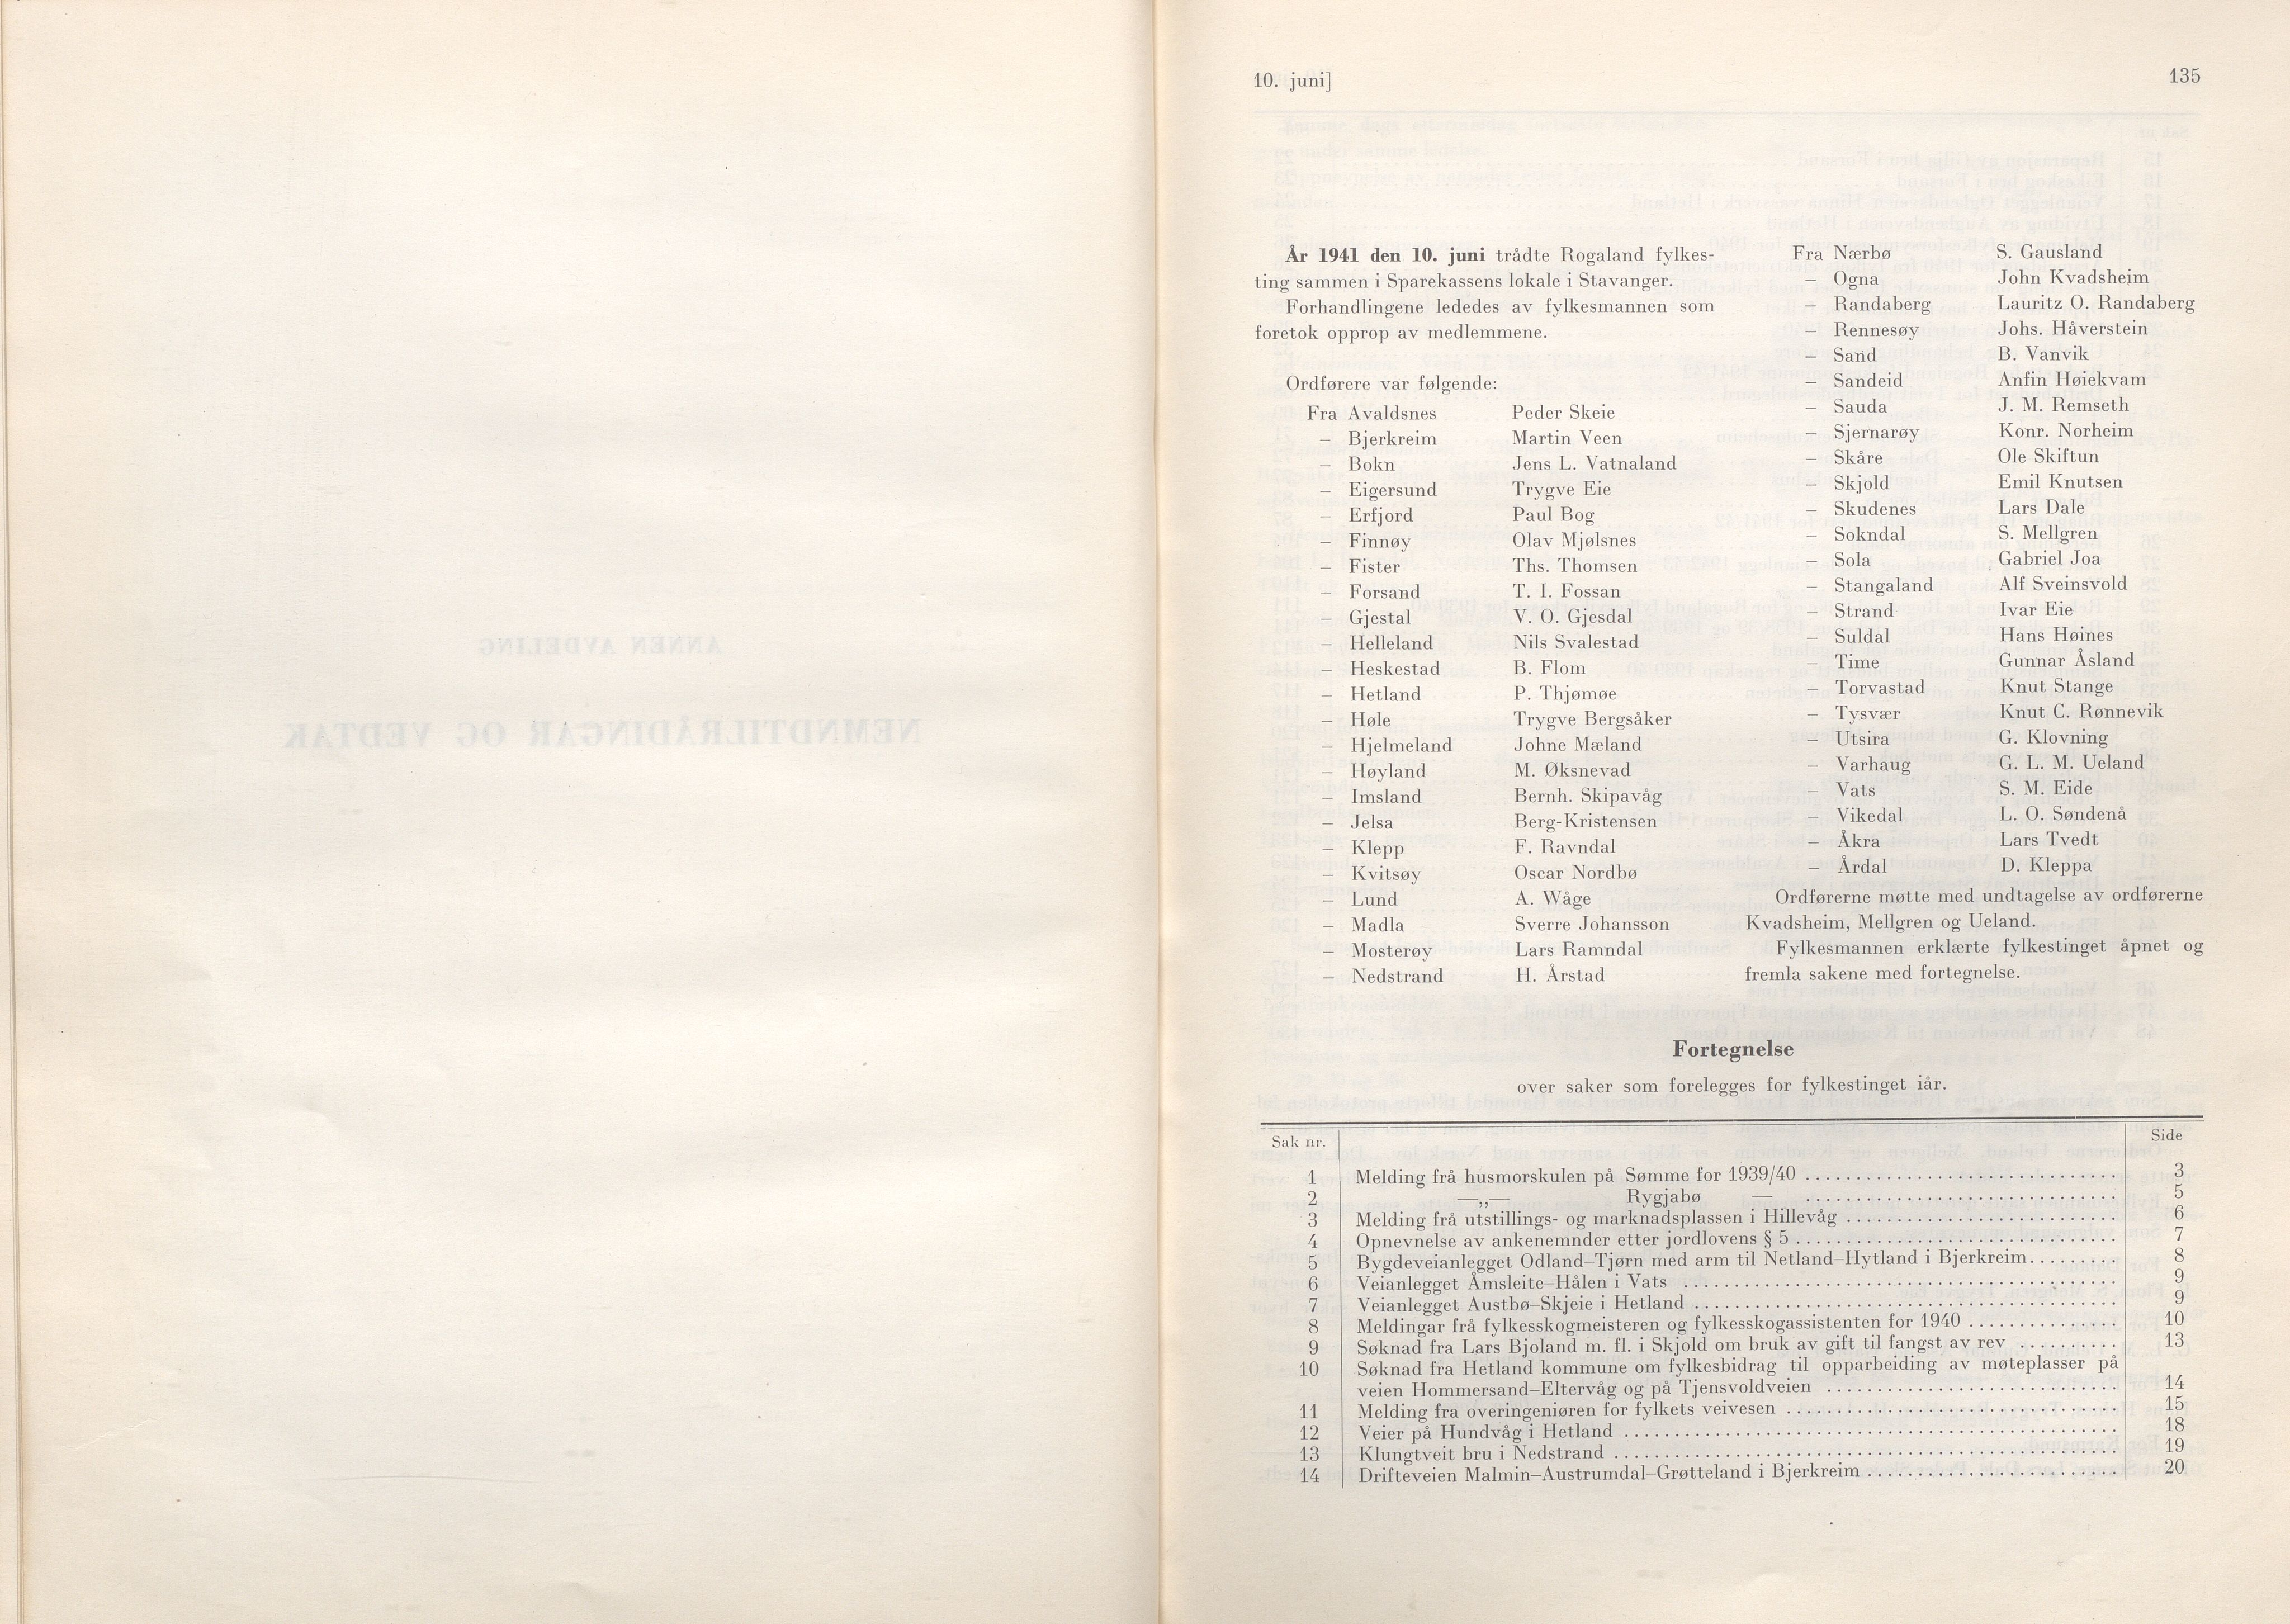 10. juni]
135
År 1941 den 10. juni trådte Rogaland fylkes-
ting sammen i Sparekassens lokale i Stavanger.
Forhandlingene lededes av fylkesmannen som
foretok opprop av medlemmene.
Ordførere var følgende:
Fra Avaldsnes Peder Skeie
— Bjerkreim Martin Veen
— Bokn Jens L. Vatnaland
— Eigersund Trygve Eie
— Erfjord Paul Bog
— Finnøy Olav Mjølsnes
— Fister Ths. Thomsen
— Forsand T. I. Fossan
— Gjestal V. O. Gjesdal
— Helleland Nils Svalestad
— Heskestad B. Flom
— Hetland P. Thjømøe
— Høle Trygve Bergsåker
— Hjelmeland Johne Mæland
— Høyland M. Øksnevad
— Imsland Bernh. Skipavåg
— Jelsa Berg-Kristensen
— Klepp F. Ravndal
— Kvitsøy Oscar Nordbø
— Lund A. Wåge
— Madla Sverre Johansson
— Mosterøy Lars Ramndal
— Nedstrand H. Årstad
Fra Nærbø S. Gausland
— Ogna John Kvadsheim
— Randaberg Lauritz O. Randaberg
— Rennesøy Johs. Håverstein
— Sand B. Vanvik
— Sandeid Anfin Høiekvam
— Sauda J. M. Remseth
— Sjernarøy Konr. Norheim
— Skåre Ole Skiftun
— Skjold Emil Knutsen
— Skudenes Lars Dale
— Sokndal S. Mellgren
— Sola Gabriel Joa
— Stangaland Alf Sveinsvold
— Strand Ivar Eie
— Suldal Hans Høines
— Time Gunnar Åsland
— Torvastad Knut Stange
— Tysvær Knut C. Rønnevik
— Utsira G. Klovning
— Varhaug G. L. M. Ueland
— Vats S. M. Eide
— Vikedal L. O. Søndenå
— Åkra Lars Tvedt
— Årdal D. Kleppa
Ordførerne møtte med undtagelse av ordførerne
Kvadsheim, Mellgren og Ueland.
Fylkesmannen erklærte fylkestinget åpnet og
fremla sakene med fortegnelse.
Fortegnelse
over saker som forelegges for fylkestinget iår.
Sak nr. Side
1 Melding frå husmorskulen på Sømme for 1939/40 3
2 —„— Rygjabø — 5
3 Melding frå utstillings- og marknadsplassen i Hillevåg 6
4 Opnevnelse av ankenemnder etter jordlovens § 5 7
5 Bygdeveianlegget Odland–Tjørn med arm til Netland–Hytland i Bjerkreim 8
6 Veianlegget Åmsleite–Hålen i Vats 9
7 Veianlegget Austbø–Skjeie i Hetland 9
8 Meldingar frå fylkesskogmeisteren og fylkesskogassistenten for 1940 10
9 Søknad fra Lars Bjoland m. fl. i Skjold om bruk av gift til fangst av rev 13
10 Søknad fra Hetland kommune om fylkesbidrag til opparbeiding av møteplasser på
veien Hommersand–Eltervåg og på Tjensvoldveien 14
11 Melding fra overingeniøren for fylkets veivesen 15
12 Veier på Hundvåg i Hetland 18
13 Klungtveit bru i Nedstrand 19
14 Drifteveien Malmin–Austrumdal–Grøtteland i Bjerkreim 20